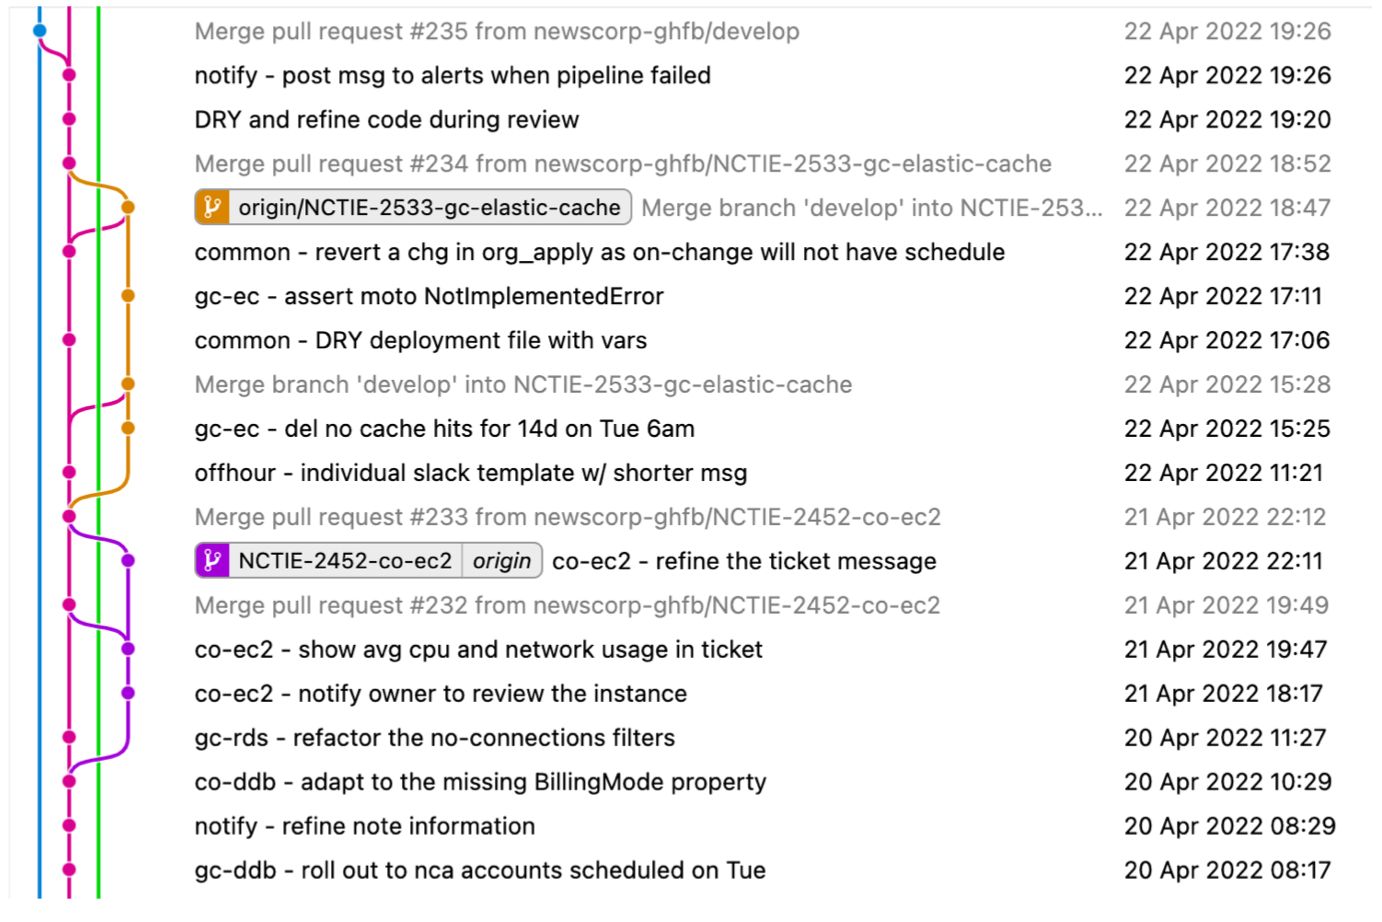 Merge pull request #235 from newscorp-ghfb/develop 22 Apr 2022 19:26
notify - post msg to alerts when pipeline failed 22 Apr 2022 19:26
DRY and refine code during review 22 Apr 2022 19:20
Merge pull request #234 from newscorp-ghfb/NCTIE-2533-gc-elastic-cache 22 Apr 2022 18:52
origin/NCTIE-2533-gc-elastic-cache Merge branch 'develop' into NCTIE-253... 22 Apr 2022 18:47
common - revert a chg in org_apply as on-change will not have schedule 22 Apr 2022 17:38
gc-ec - assert moto NotImplementedError 22 Apr 2022 17:11
common - DRY deployment file with vars 22 Apr 2022 17:06
Merge branch 'develop' into NCTIE-2533-gc-elastic-cache 22 Apr 2022 15:28
gc-ec - del no cache hits for 14d on Tue 6am 22 Apr 2022 15:25
offhour - individual slack template w/ shorter msg 22 Apr 2022 11:21
Merge pull request #233 from newscorp-ghfb/NCTIE-2452-co-ec2 21 Apr 2022 22:12
NCTIE-2452-co-ec2 origin co-ec2 - refine the ticket message 21 Apr 2022 22:11
Merge pull request #232 from newscorp-ghfb/NCTIE-2452-co-ec2 21 Apr 2022 19:49
co-ec2 - show avg cpu and network usage in ticket 21 Apr 2022 19:47
co-ec2 - notify owner to review the instance 21 Apr 2022 18:17
gc-rds - refactor the no-connections filters 20 Apr 2022 11:27
co-ddb - adapt to the missing BillingMode property 20 Apr 2022 10:29
notify - refine note information 20 Apr 2022 08:29
gc-ddb - roll out to nca accounts scheduled on Tue 20 Apr 2022 08:17